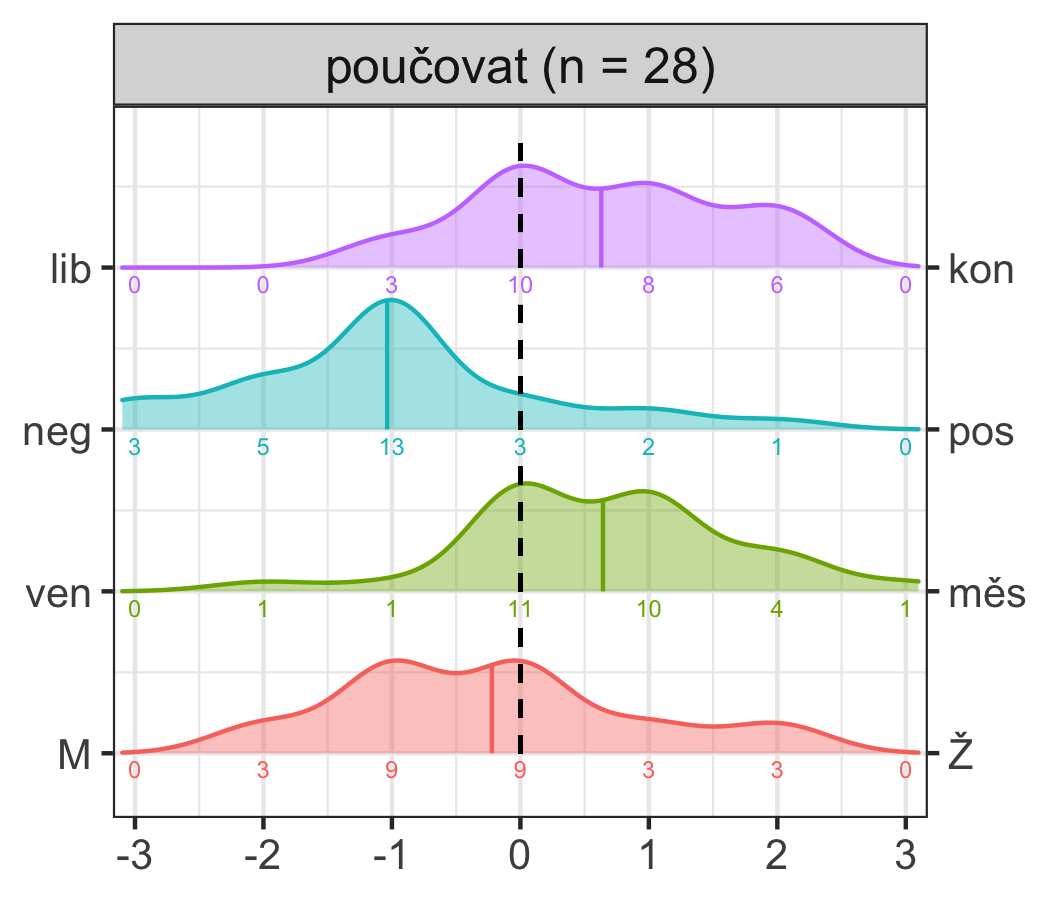 poučovat (n = 28)
lib kon
0 0 3 10 8 6 0
neg pos
3 5 13 3 2 1 0
ven měs
0 1 1 11 10 4 1
M Ž
0 3 9 9 3 3 0
-3 -2 -1 0 1 2 3